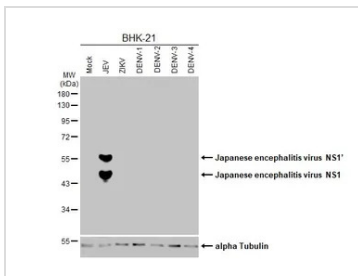 BHK-21
Mock
JEV
ZIKV
DENV-1
DENV-2
DENV-3
DENV-4
MW
(kDa)
180
130
95
72
55
Japanese encephalitis virus NS1'
Japanese encephalitis virus NS1
43
34
55
alpha Tubulin